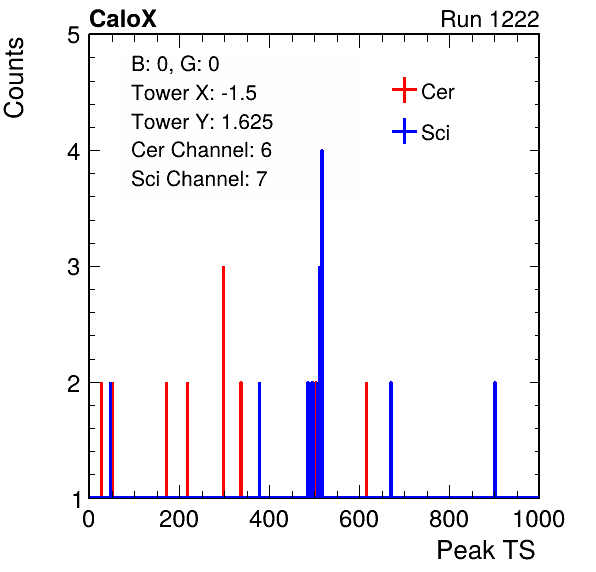 CaloX Run 1222
Counts
B: 0, G: 0
Tower X: -1.5
Tower Y: 1.625
Cer Channel: 6
Sci Channel: 7
Cer
Sci
5
4
3
2
1
0 200 400 600 800 1000
Peak TS